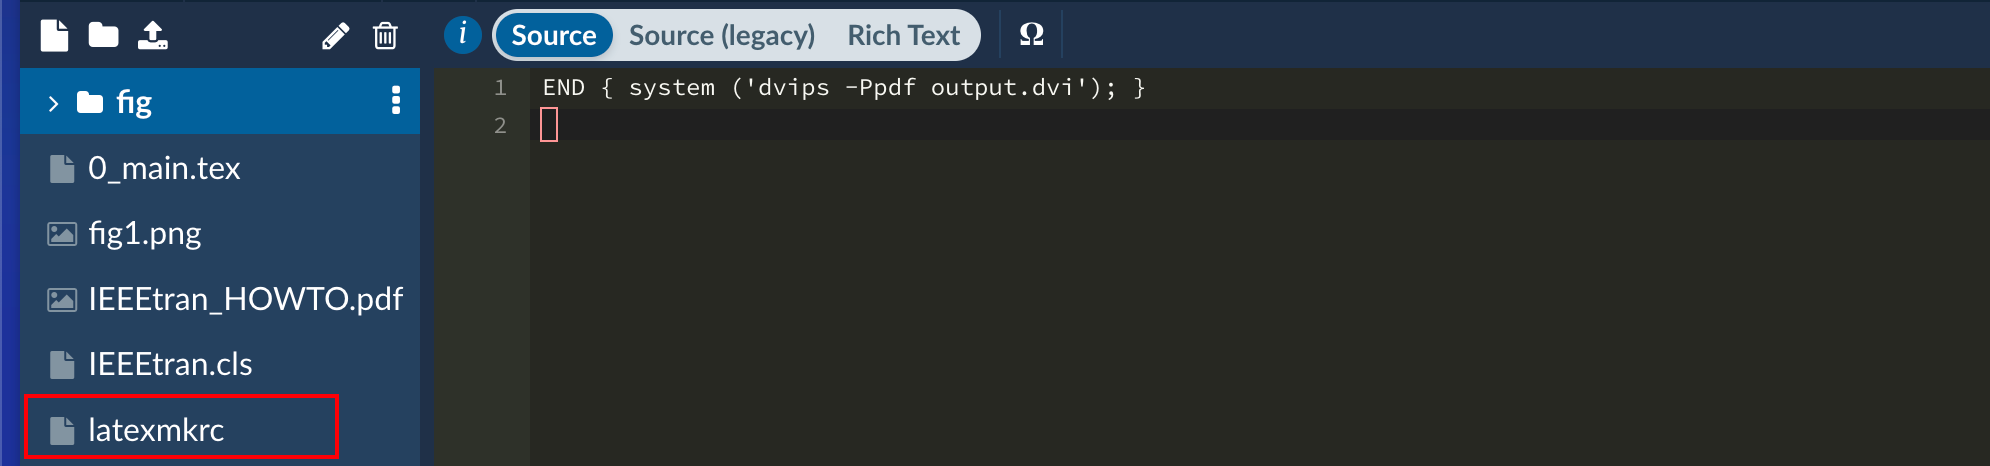 i Source Source (legacy) Rich Text Ω
fig
0_main.tex
fig1.png
IEEEtran_HOWTO.pdf
IEEEtran.cls
latexmkrc
1 END { system ('dvips -Ppdf output.dvi'); }
2